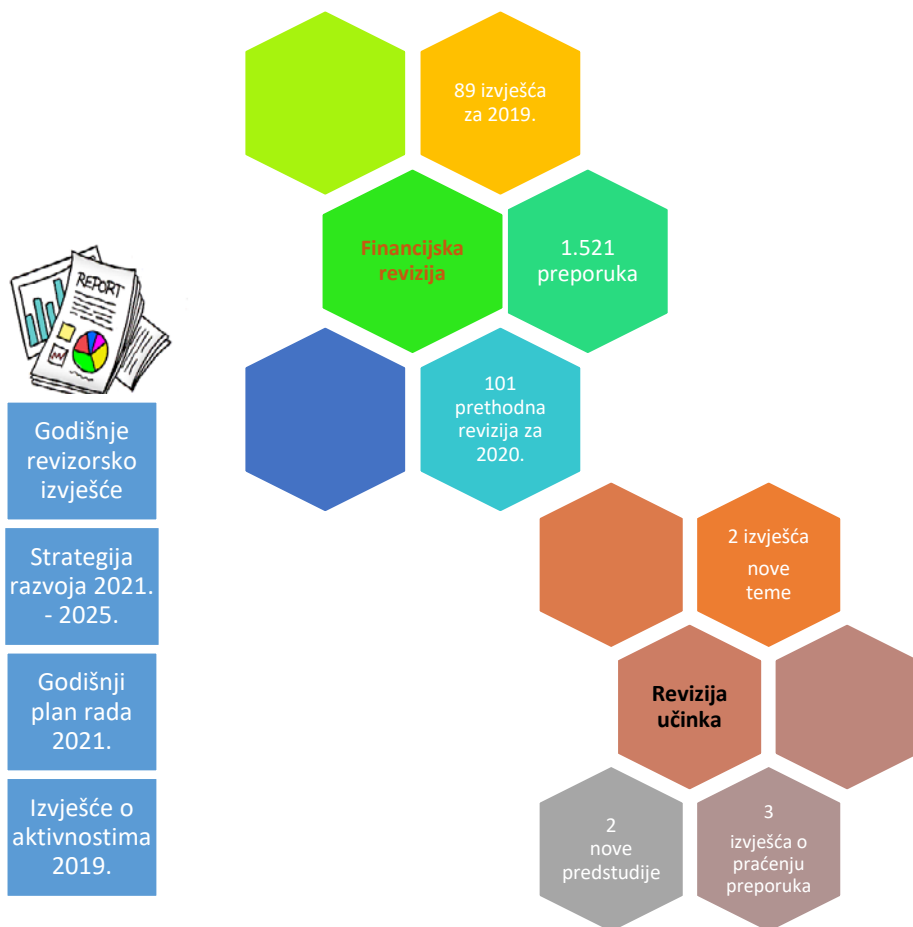 89 izvješća
za 2019.
Financijska
revizija
1.521
preporuka
101
prethodna
revizija za
2020.
REPORT
Godišnje
revizorsko
izvješće
Strategija
razvoja 2021.
- 2025.
Godišnji
plan rada
2021.
Izvješće o
aktivnostima
2019.
2 izvješća
nove
teme
Revizija
učinka
2
nove
predstudije
3
izvješća o
praćenju
preporuka